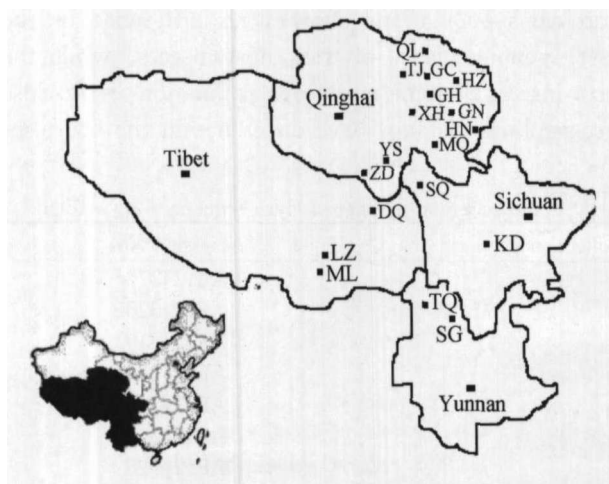 QL
TJ GC HZ
Qinghai GH
XH GN
HN
YS MQ
Tibet ZD
SQ
DQ Sichuan
KD
LZ
ML
TQ
SG
Yunnan